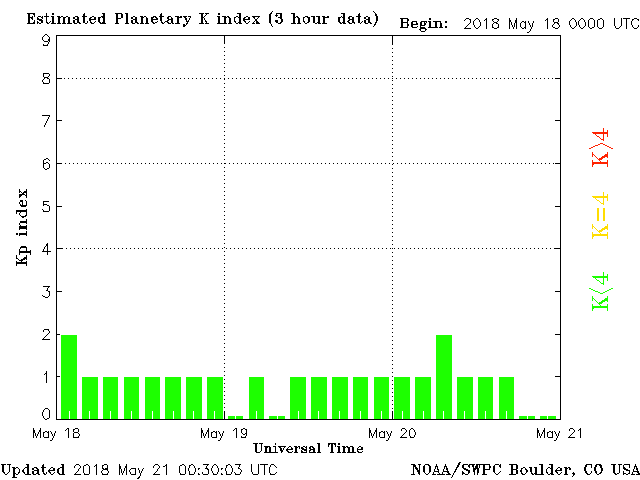 Estimated Planetary K index (3 hour data) Begin: 2018 May 18 0000 UTC
9
8
7
6
5
4
3
2
1
0
Kp index
K>4
K=4
K<4
May 18 May 19 May 20 May 21
Universal Time
Updated 2018 May 21 00:30:03 UTC NOAA/SWPC Boulder, CO USA